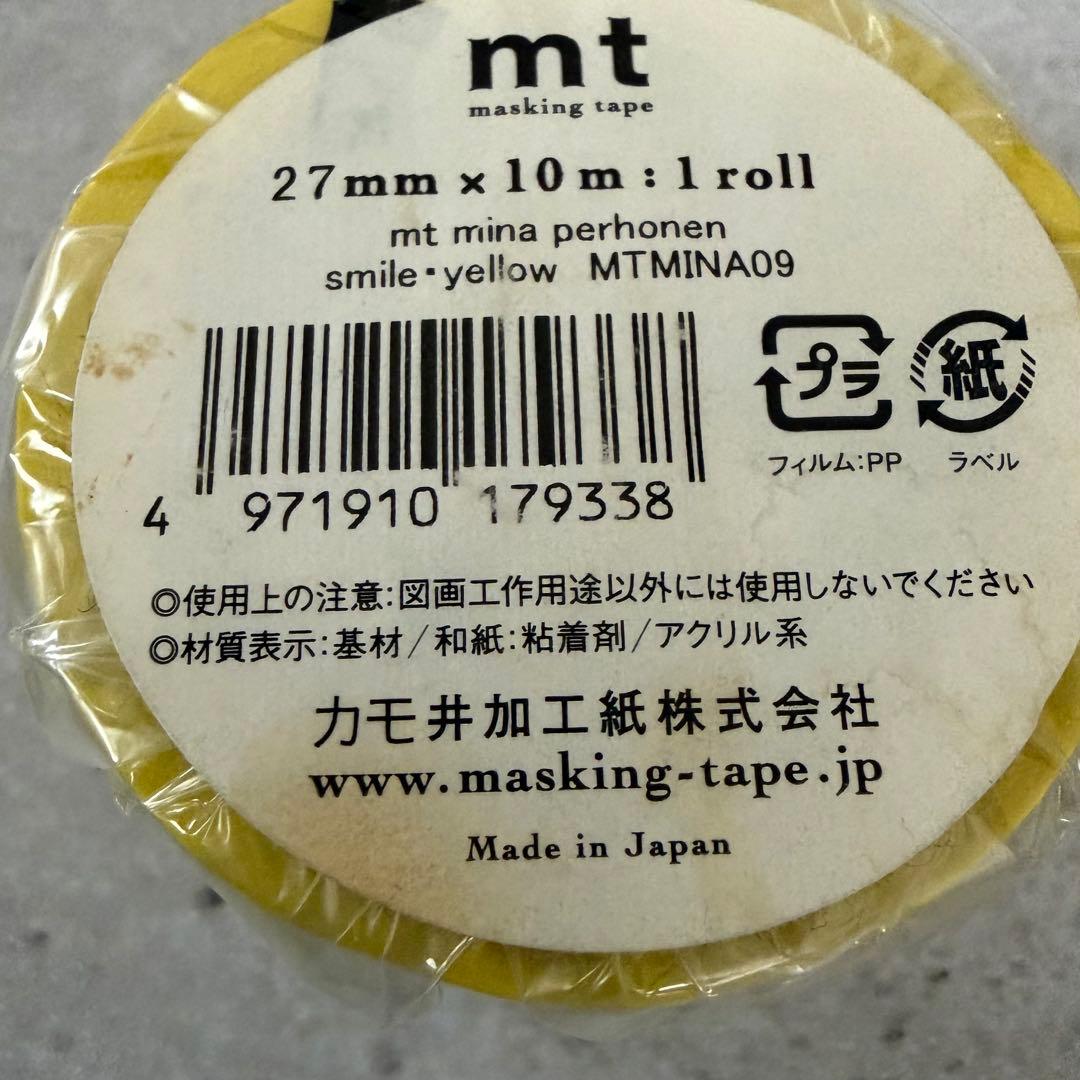 mt
masking tape
27mm × 10m : 1 roll
mt mina perhonen
smile・yellow MTMINA09
プラ 紙
フィルム:PP ラベル
4 971910 179338
◎使用上の注意:図画工作用途以外には使用しないでください
◎材質表示:基材/和紙:粘着剤/アクリル系
カモ井加工紙株式会社
www.masking-tape.jp
Made in Japan